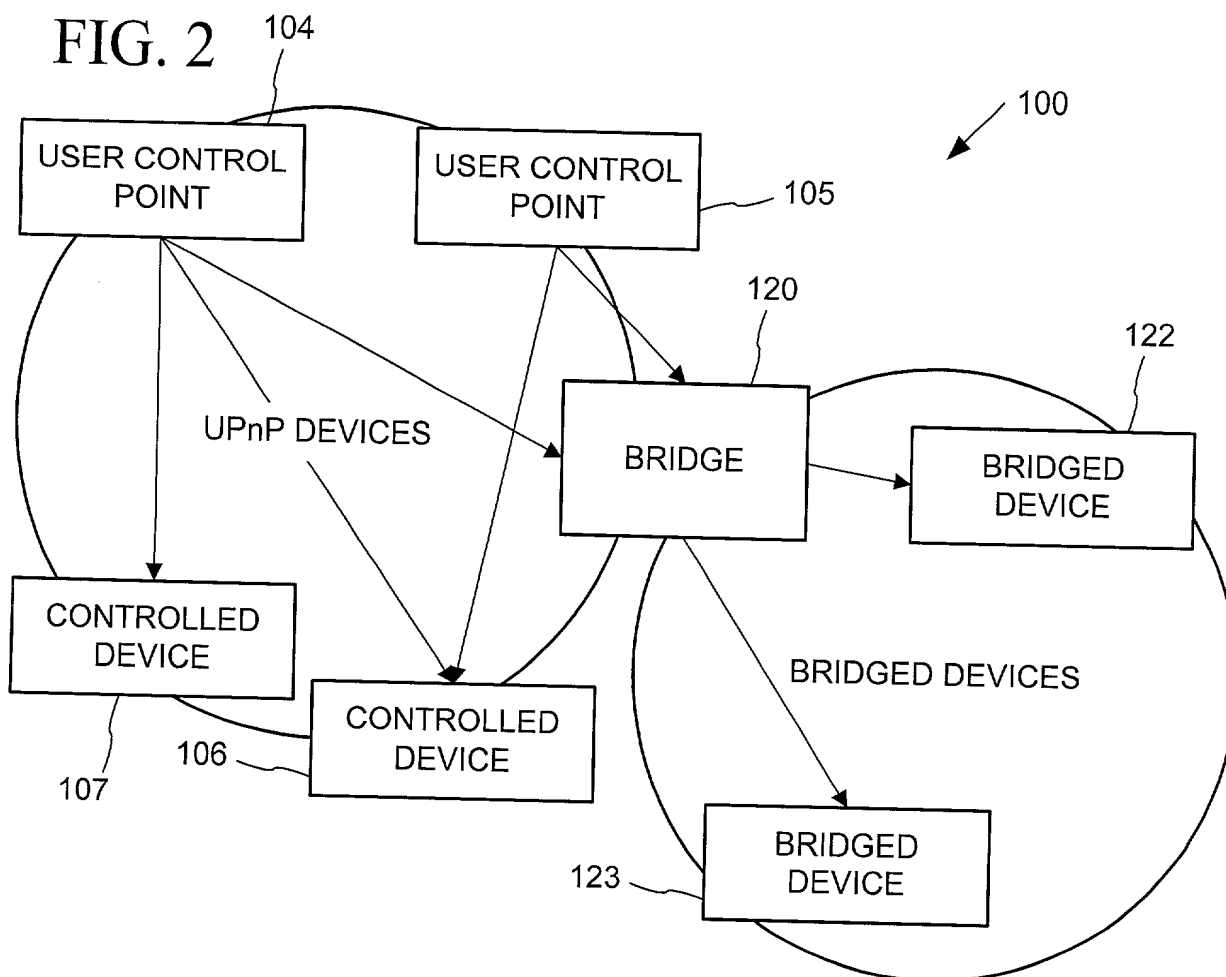 FIG. 2
104
100
USER CONTROL
POINT
USER CONTROL
POINT
105
120
122
UPnP DEVICES
BRIDGE
BRIDGED
DEVICE
CONTROLLED
DEVICE
BRIDGED DEVICES
CONTROLLED
DEVICE
106
107
BRIDGED
DEVICE
123